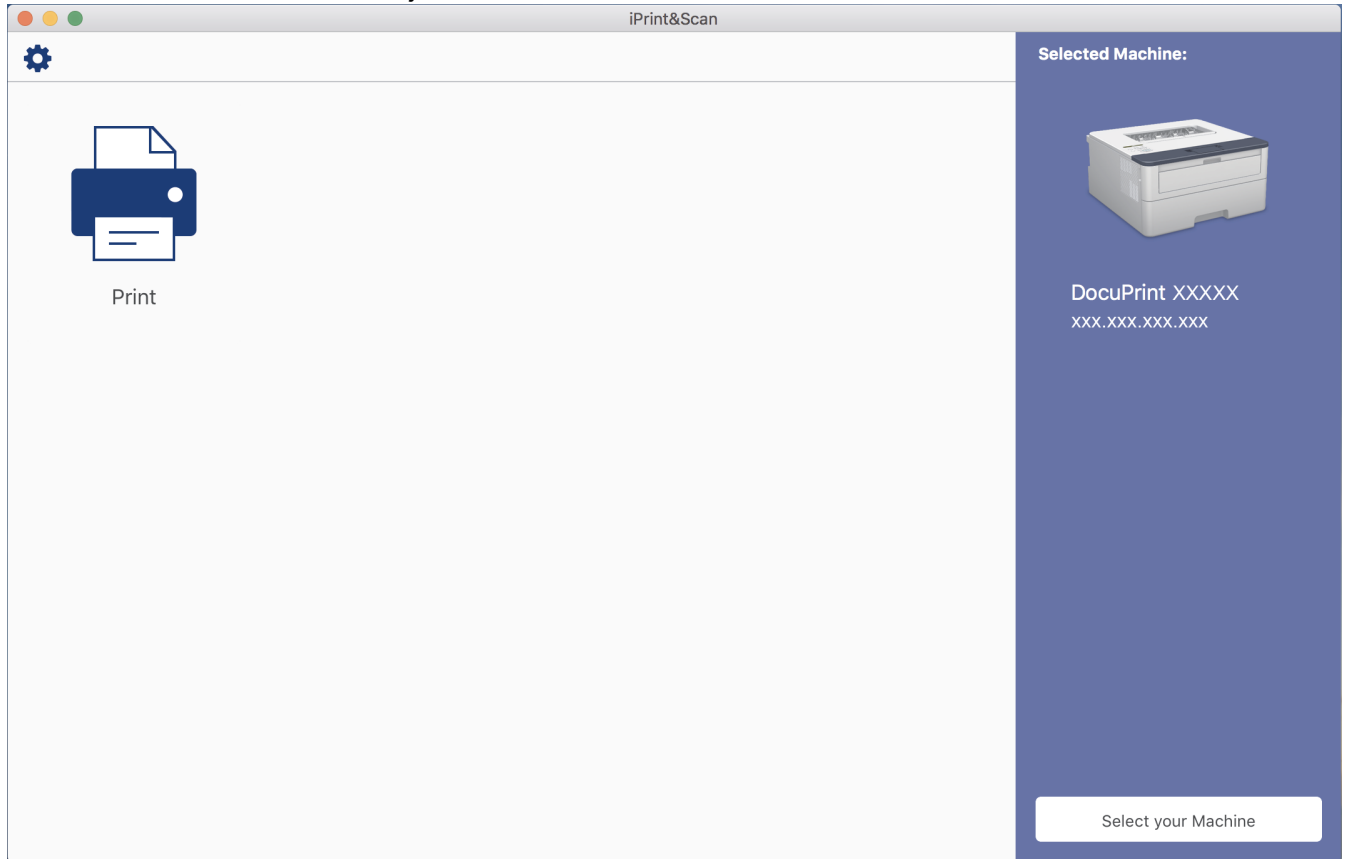 iPrint&Scan
Selected Machine:
Print
DocuPrint XXXXX
xxx.xxx.xxx.xxx
Select your Machine